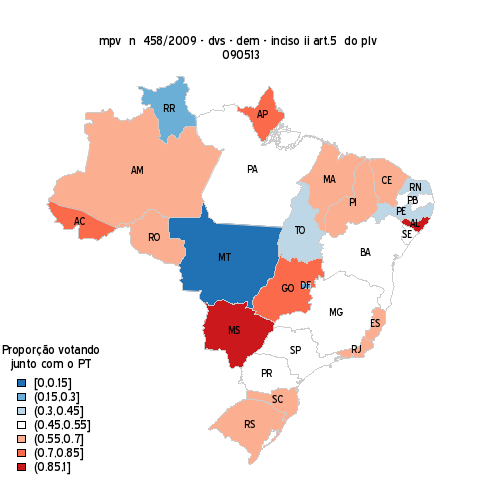 mpv n 458/2009 - dvs - dem - inciso ii art.5 do plv
090513
RR
AP
AM
PA
MA
CE
RN
PB
PI
PE
AL
SE
AC
RO
TO
BA
MT
GO
DF
MG
MS
ES
SP
RJ
PR
SC
RS
Proporção votando
junto com o PT
[0,0.15]
(0.15,0.3]
(0.3,0.45]
(0.45,0.55]
(0.55,0.7]
(0.7,0.85]
(0.85,1]